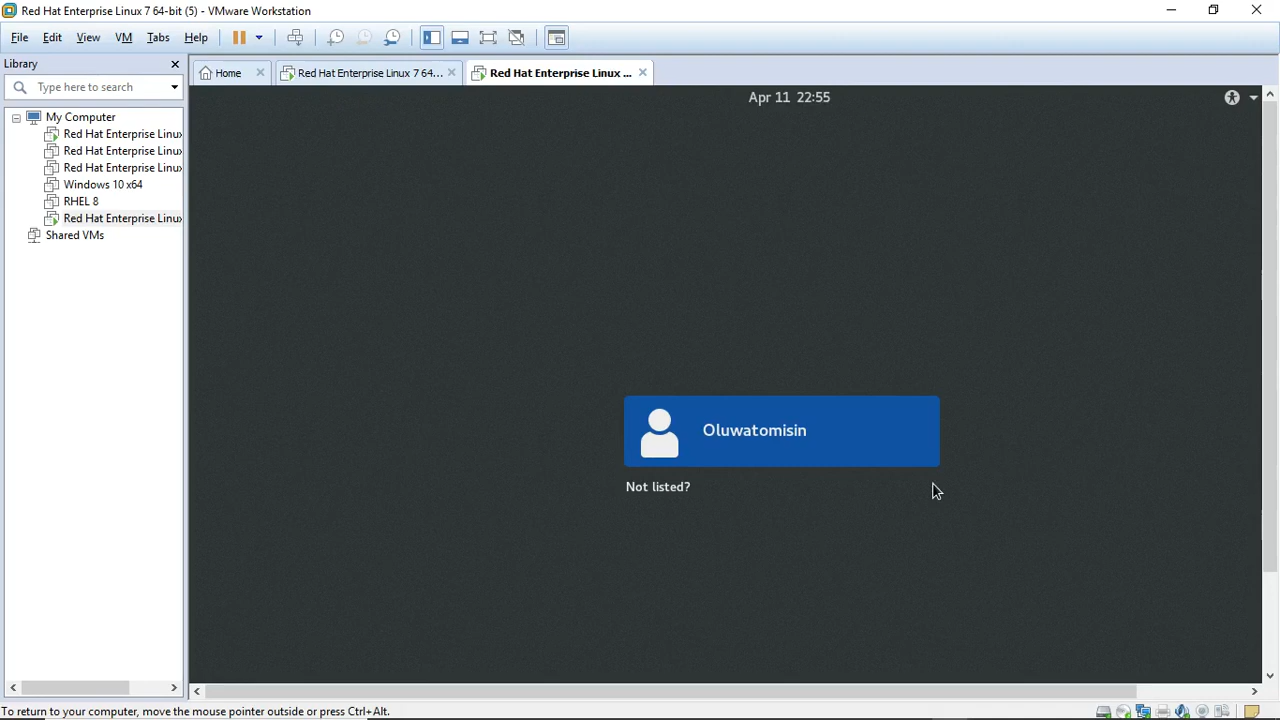 Red Hat Enterprise Linux 7 64-bit (5) - VMware Workstation
File Edit View VM Tabs Help
Library
Type here to search
Home
Red Hat Enterprise Linux 7 64...
Red Hat Enterprise Linux ...
My Computer
Red Hat Enterprise Linux
Red Hat Enterprise Linux
Red Hat Enterprise Linux
Windows 10 x64
RHEL 8
Red Hat Enterprise Linux
Shared VMs
Apr 11 22:55
Oluwatomisin
Not listed?
To return to your computer, move the mouse pointer outside or press Ctrl+Alt.